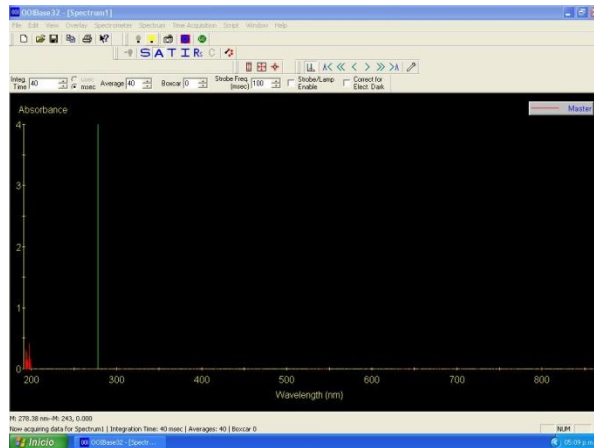 OOIBase32 - [Spectrum1]
File Edit View Overlay Spectrometer Spectrum Time Acquisition Script Window Help
S A T I Rs C
Integ. Time 40 usec msec Average 40 Boxcar 0 Strobe Freq. (msec) 100 Strobe/Lamp Enable Correct for Elect. Dark
Absorbance
Master
4
3
2
1
0
200 300 400 500 600 700 800
Wavelength (nm)
M: 278.38 nm--M: 243, 0.000
Now acquiring data for Spectrum1 | Integration Time: 40 msec | Averages: 40 | Boxcar 0
NUM
Inicio OOIBase32 - [Spectr... 05:09 p.m.